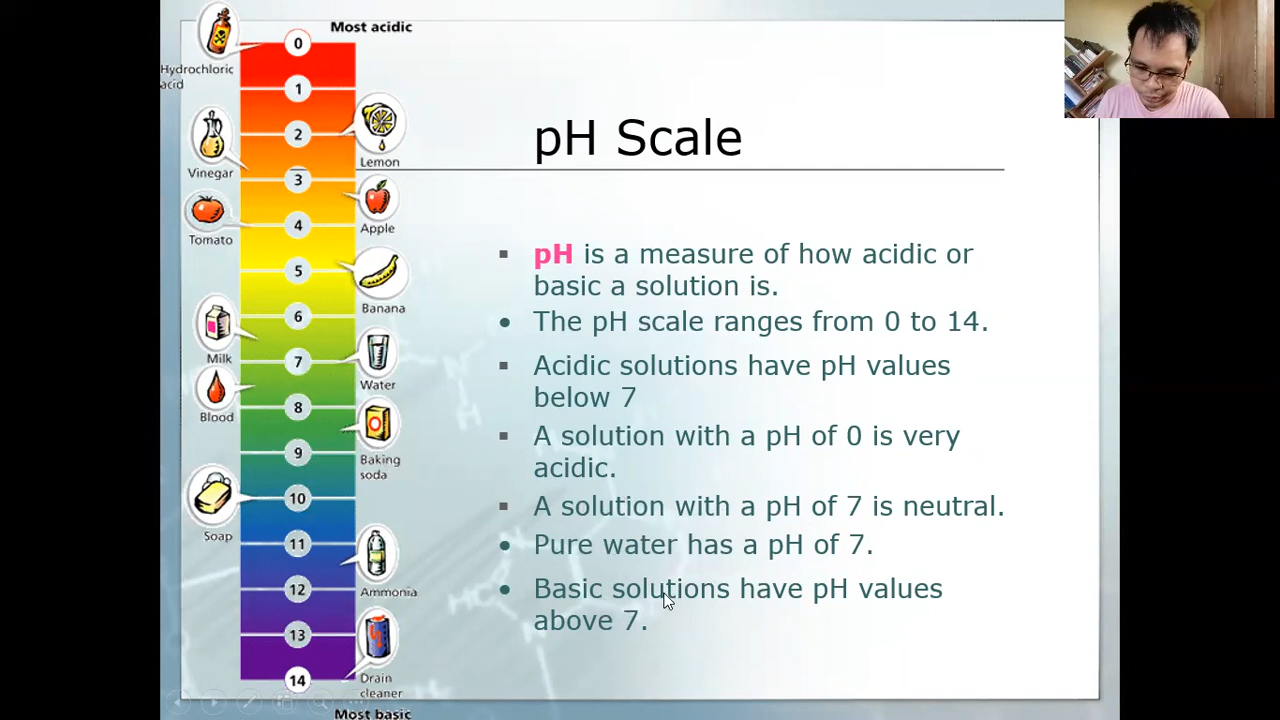 Most acidic
0
Hydrochloric
acid
1
2
Lemon
Vinegar
3
Apple
4
Tomato
5
Banana
6
Milk
7
Water
Blood
8
Baking
soda
9
10
Soap
11
Ammonia
12
13
Drain
cleaner
14
Most basic
pH Scale
▪ pH is a measure of how acidic or
basic a solution is.
• The pH scale ranges from 0 to 14.
▪ Acidic solutions have pH values
below 7
▪ A solution with a pH of 0 is very
acidic.
▪ A solution with a pH of 7 is neutral.
• Pure water has a pH of 7.
• Basic solutions have pH values
above 7.